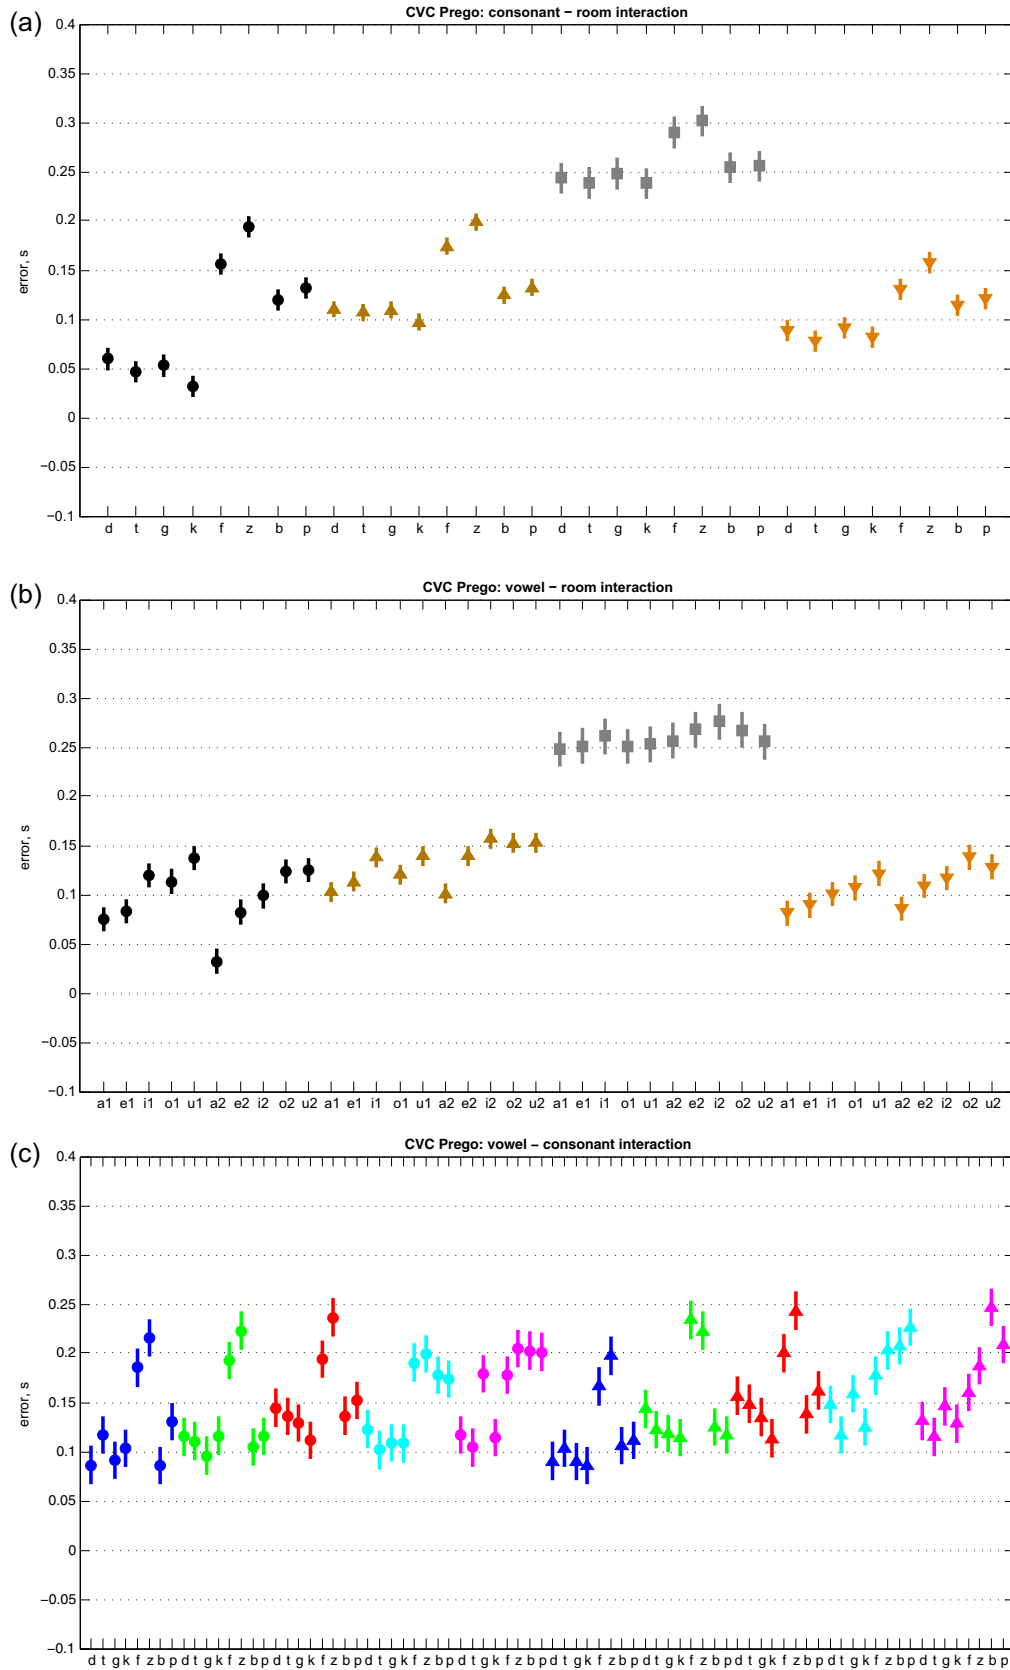 (a)
CVC Prego: consonant − room interaction
0.4
0.35
0.3
0.25
0.2
0.15
0.1
0.05
0
−0.05
−0.1
error, s
d t g k f z b p d t g k f z b p d t g k f z b p d t g k f z b p
(b)
CVC Prego: vowel − room interaction
0.4
0.35
0.3
0.25
0.2
0.15
0.1
0.05
0
−0.05
−0.1
error, s
a1 e1 i1 o1 u1 a2 e2 i2 o2 u2 a1 e1 i1 o1 u1 a2 e2 i2 o2 u2 a1 e1 i1 o1 u1 a2 e2 i2 o2 u2 a1 e1 i1 o1 u1 a2 e2 i2 o2 u2
(c)
CVC Prego: vowel − consonant interaction
0.4
0.35
0.3
0.25
0.2
0.15
0.1
0.05
0
−0.05
−0.1
error, s
d t g k f z b p d t g k f z b p d t g k f z b p d t g k f z b p d t g k f z b p d t g k f z b p d t g k f z b p d t g k f z b p d t g k f z b p d t g k f z b p